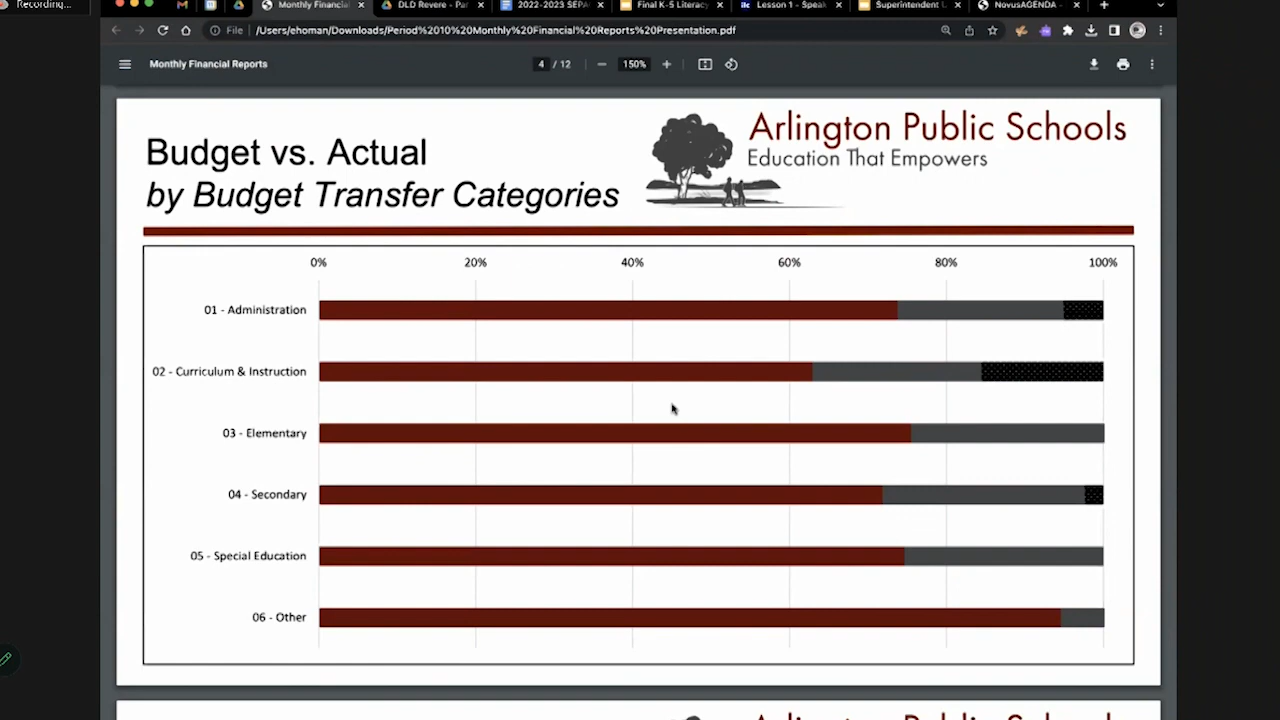 Recording...
Monthly Financial
DLD Revere - Par
2022-2023 SEPA
Final K-5 Literacy
Lesson 1 - Speak
Superintendent U
NovusAGENDA -
File /Users/ehoman/Downloads/Period%2010%20Monthly%20Financial%20Reports%20Presentation.pdf
Monthly Financial Reports
4 / 12
150%
Budget vs. Actual
by Budget Transfer Categories
Arlington Public Schools
Education That Empowers
0% 20% 40% 60% 80% 100%
01 - Administration
02 - Curriculum & Instruction
03 - Elementary
04 - Secondary
05 - Special Education
06 - Other